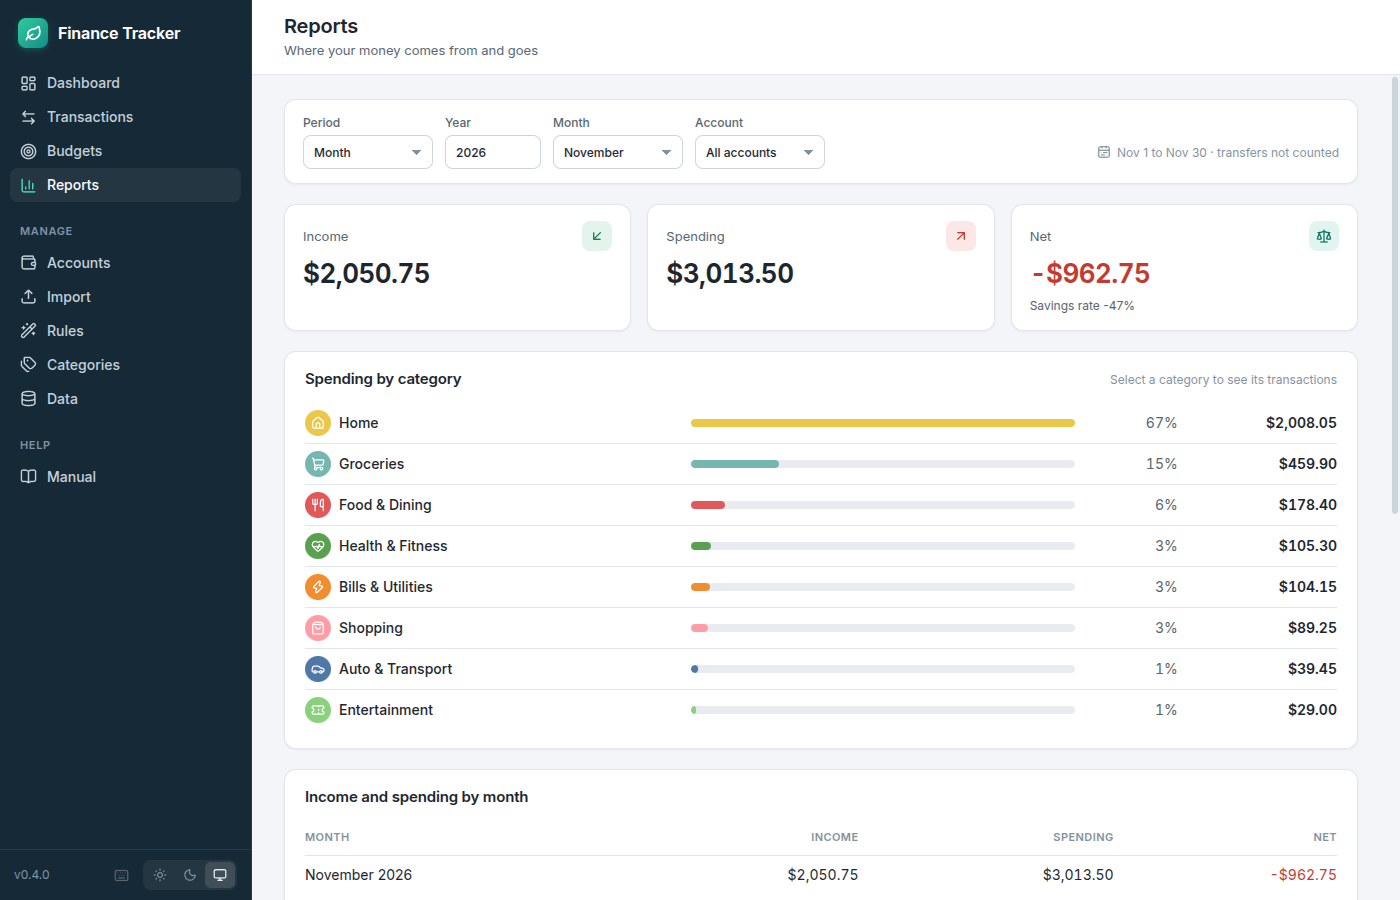 Finance Tracker
Dashboard
Transactions
Budgets
Reports
MANAGE
Accounts
Import
Rules
Categories
Data
HELP
Manual
v0.4.0
Reports
Where your money comes from and goes
Period Year Month Account
Month 2026 November All accounts Nov 1 to Nov 30 · transfers not counted
Income
$2,050.75
Spending
$3,013.50
Net
-$962.75
Savings rate -47%
Spending by category Select a category to see its transactions
Home 67% $2,008.05
Groceries 15% $459.90
Food & Dining 6% $178.40
Health & Fitness 3% $105.30
Bills & Utilities 3% $104.15
Shopping 3% $89.25
Auto & Transport 1% $39.45
Entertainment 1% $29.00
Income and spending by month
MONTH INCOME SPENDING NET
November 2026 $2,050.75 $3,013.50 -$962.75